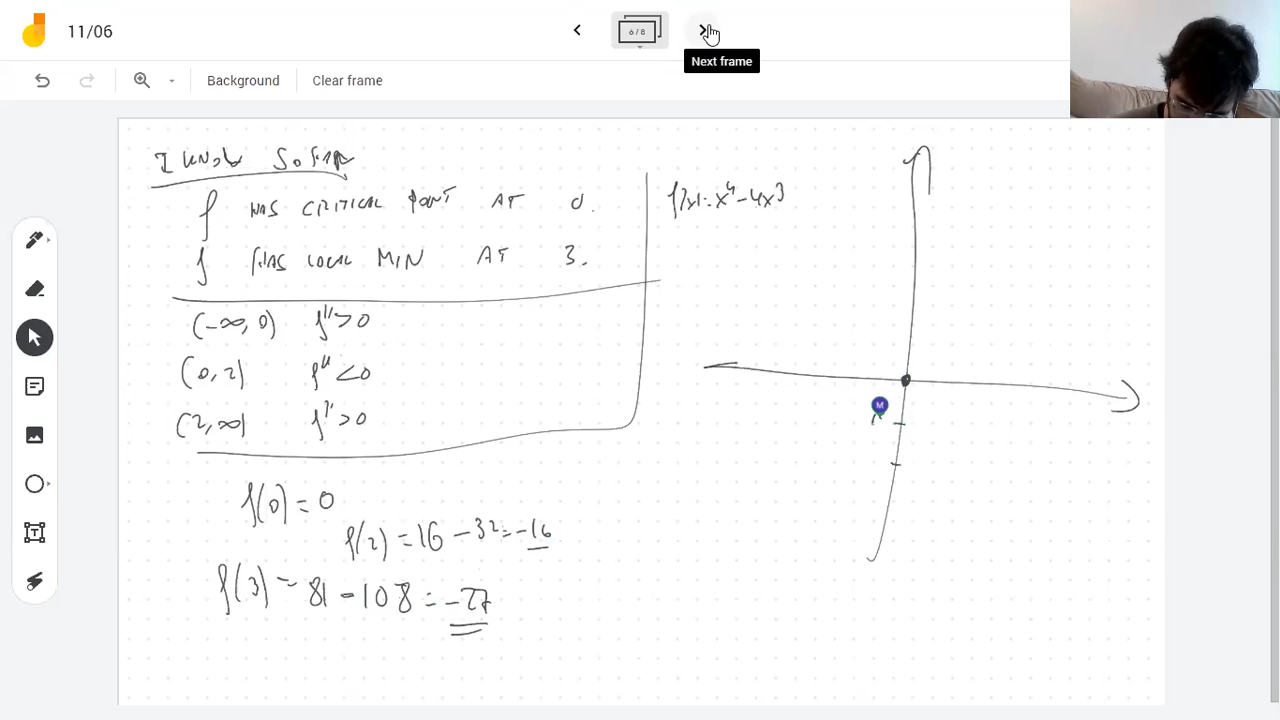 11/06
6 / 8
Next frame
Background
Clear frame
I KNOW SO FAR
f HAS CRITICAL POINT AT 0.
f HAS LOCAL MIN AT 3.
(-∞, 0) f''>0
(0, 2) f''<0
(2, ∞) f''>0
f(0) = 0
f(2) = 16 - 32 = -16
f(3) = 81 - 108 = -27
f(x) = x⁴ - 4x³
M